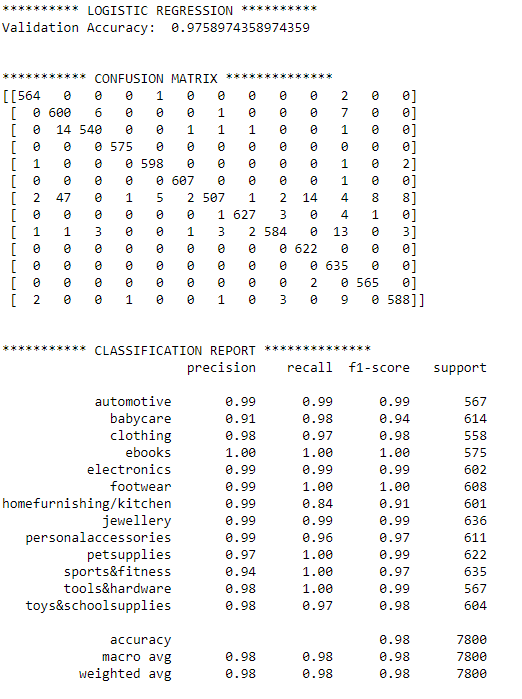 ********** LOGISTIC REGRESSION **********
Validation Accuracy:  0.9758974358974359
*********** CONFUSION MATRIX **************
[[564   0   0   0   1   0   0   0   0   0   2   0   0]
 [  0 600   6   0   0   0   1   0   0   0   7   0   0]
 [  0  14 540   0   0   1   1   1   0   0   1   0   0]
 [  0   0   0 575   0   0   0   0   0   0   0   0   0]
 [  1   0   0   0 598   0   0   0   0   0   1   0   2]
 [  0   0   0   0   0 607   0   0   0   0   1   0   0]
 [  2  47   0   1   5   2 507   1   2  14   4   8   8]
 [  0   0   0   0   0   0   1 627   3   0   4   1   0]
 [  1   1   3   0   0   1   3   2 584   0  13   0   3]
 [  0   0   0   0   0   0   0   0   0 622   0   0   0]
 [  0   0   0   0   0   0   0   0   0   0 635   0   0]
 [  0   0   0   0   0   0   0   0   0   2   0 565   0]
 [  2   0   0   1   0   0   1   0   3   0   9   0 588]]
*********** CLASSIFICATION REPORT **************
                        precision    recall  f1-score   support
            automotive       0.99      0.99      0.99       567
              babycare       0.91      0.98      0.94       614
              clothing       0.98      0.97      0.98       558
                ebooks       1.00      1.00      1.00       575
           electronics       0.99      0.99      0.99       602
              footwear       0.99      1.00      1.00       608
homefurnishing/kitchen       0.99      0.84      0.91       601
             jewellery       0.99      0.99      0.99       636
   personalaccessories       0.99      0.96      0.97       611
           petsupplies       0.97      1.00      0.99       622
        sports&fitness       0.94      1.00      0.97       635
        tools&hardware       0.98      1.00      0.99       567
   toys&schoolsupplies       0.98      0.97      0.98       604
              accuracy                           0.98      7800
             macro avg       0.98      0.98      0.98      7800
          weighted avg       0.98      0.98      0.98      7800